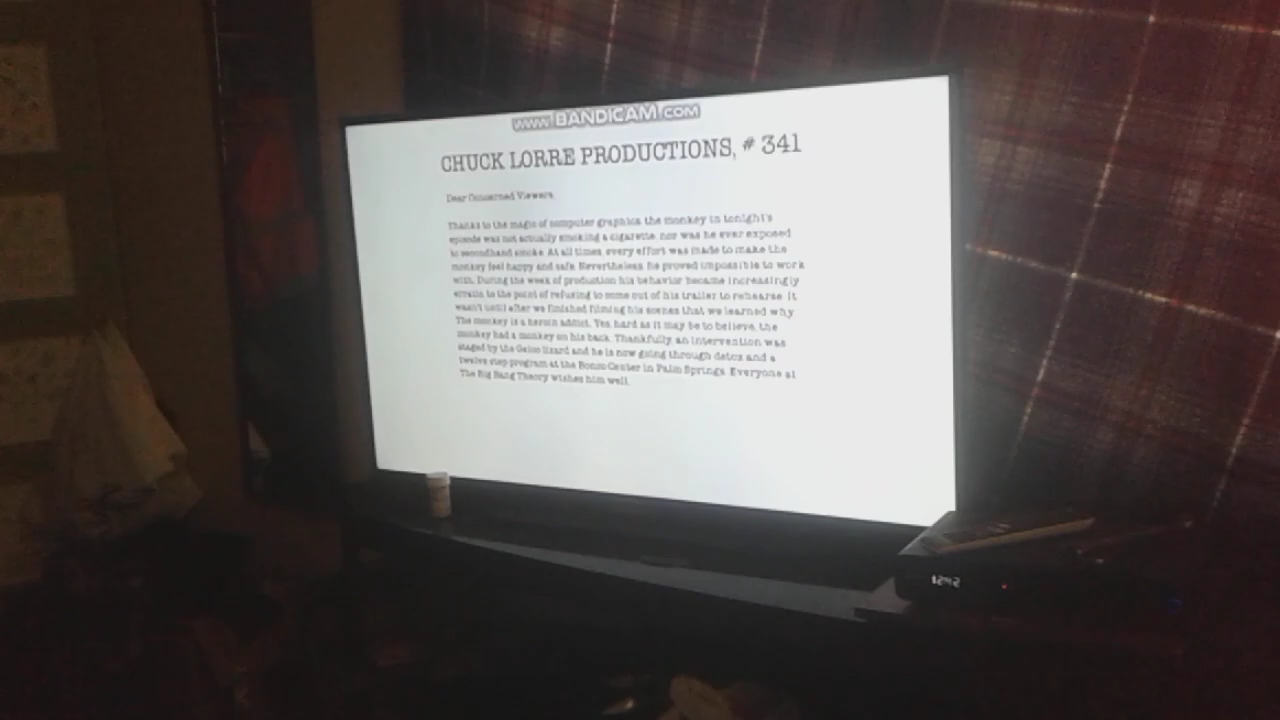 www.BANDICAM.COM
CHUCK LORRE PRODUCTIONS, # 341
Dear Concerned Viewers,
Thanks to the magic of computer graphics, the monkey in tonight's
episode was not actually smoking a cigarette, nor was he ever exposed
to secondhand smoke. At all times, every effort was made to make the
monkey feel happy and safe. Nevertheless, he proved impossible to work
with. During the week of production his behavior became increasingly
erratic to the point of refusing to come out of his trailer to rehearse. It
wasn't until after we finished filming his scenes that we learned why.
The monkey is a heroin addict. Yes, hard as it may be to believe, the
monkey had a monkey on his back. Thankfully, an intervention was
staged by the Geico lizard and he is now going through detox and a
twelve step program at the Bonzo Center in Palm Springs. Everyone at
The Big Bang Theory wishes him well.
12:42